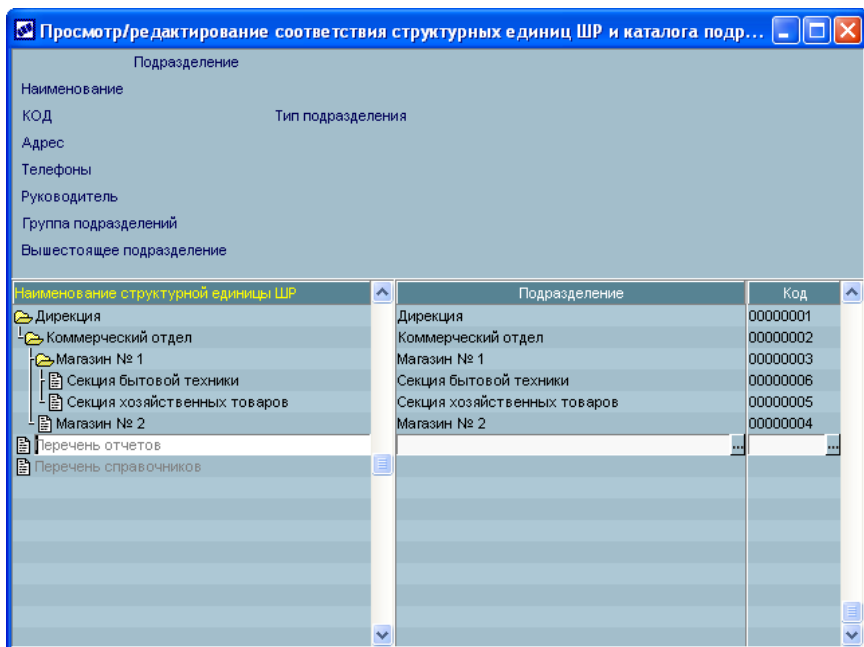 Просмотр/редактирование соответствия структурных единиц ШР и каталога подр...
Подразделение
Наименование
КОД Тип подразделения
Адрес
Телефоны
Руководитель
Группа подразделений
Вышестоящее подразделение
Наименование структурной единицы ШР Подразделение Код
Дирекция Дирекция 00000001
Коммерческий отдел Коммерческий отдел 00000002
Магазин № 1 Магазин № 1 00000003
Секция бытовой техники Секция бытовой техники 00000006
Секция хозяйственных товаров Секция хозяйственных товаров 00000005
Магазин № 2 Магазин № 2 00000004
Перечень отчетов ... ...
Перечень справочников